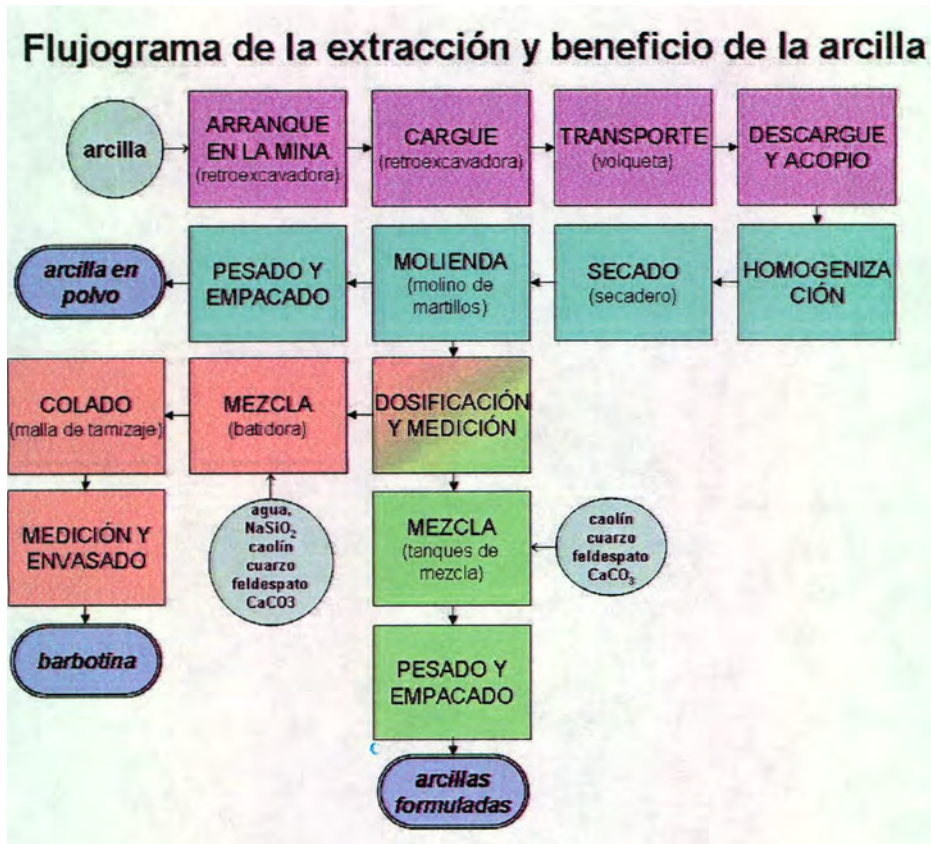 Flujograma de la extracción y beneficio de la arcilla
arcilla
ARRANQUE
EN LA MINA
(retroexcavadora)
CARGUE
(retroexcavadora)
TRANSPORTE
(volqueta)
DESCARGUE
Y ACOPIO
arcilla en
polvo
PESADO Y
EMPACADO
MOLIENDA
(molino de
martillos)
SECADO
(secadero)
HOMOGENIZA
CIÓN
COLADO
(malla de tamizaje)
MEZCLA
(batidora)
DOSIFICACIÓN
Y MEDICIÓN
MEDICIÓN Y
ENVASADO
agua,
NaSiO₂
caolín
cuarzo
feldespato
CaCO3
MEZCLA
(tanques de
mezcla)
caolín
cuarzo
feldespato
CaCO₃
barbotina
PESADO Y
EMPACADO
arcillas
formuladas